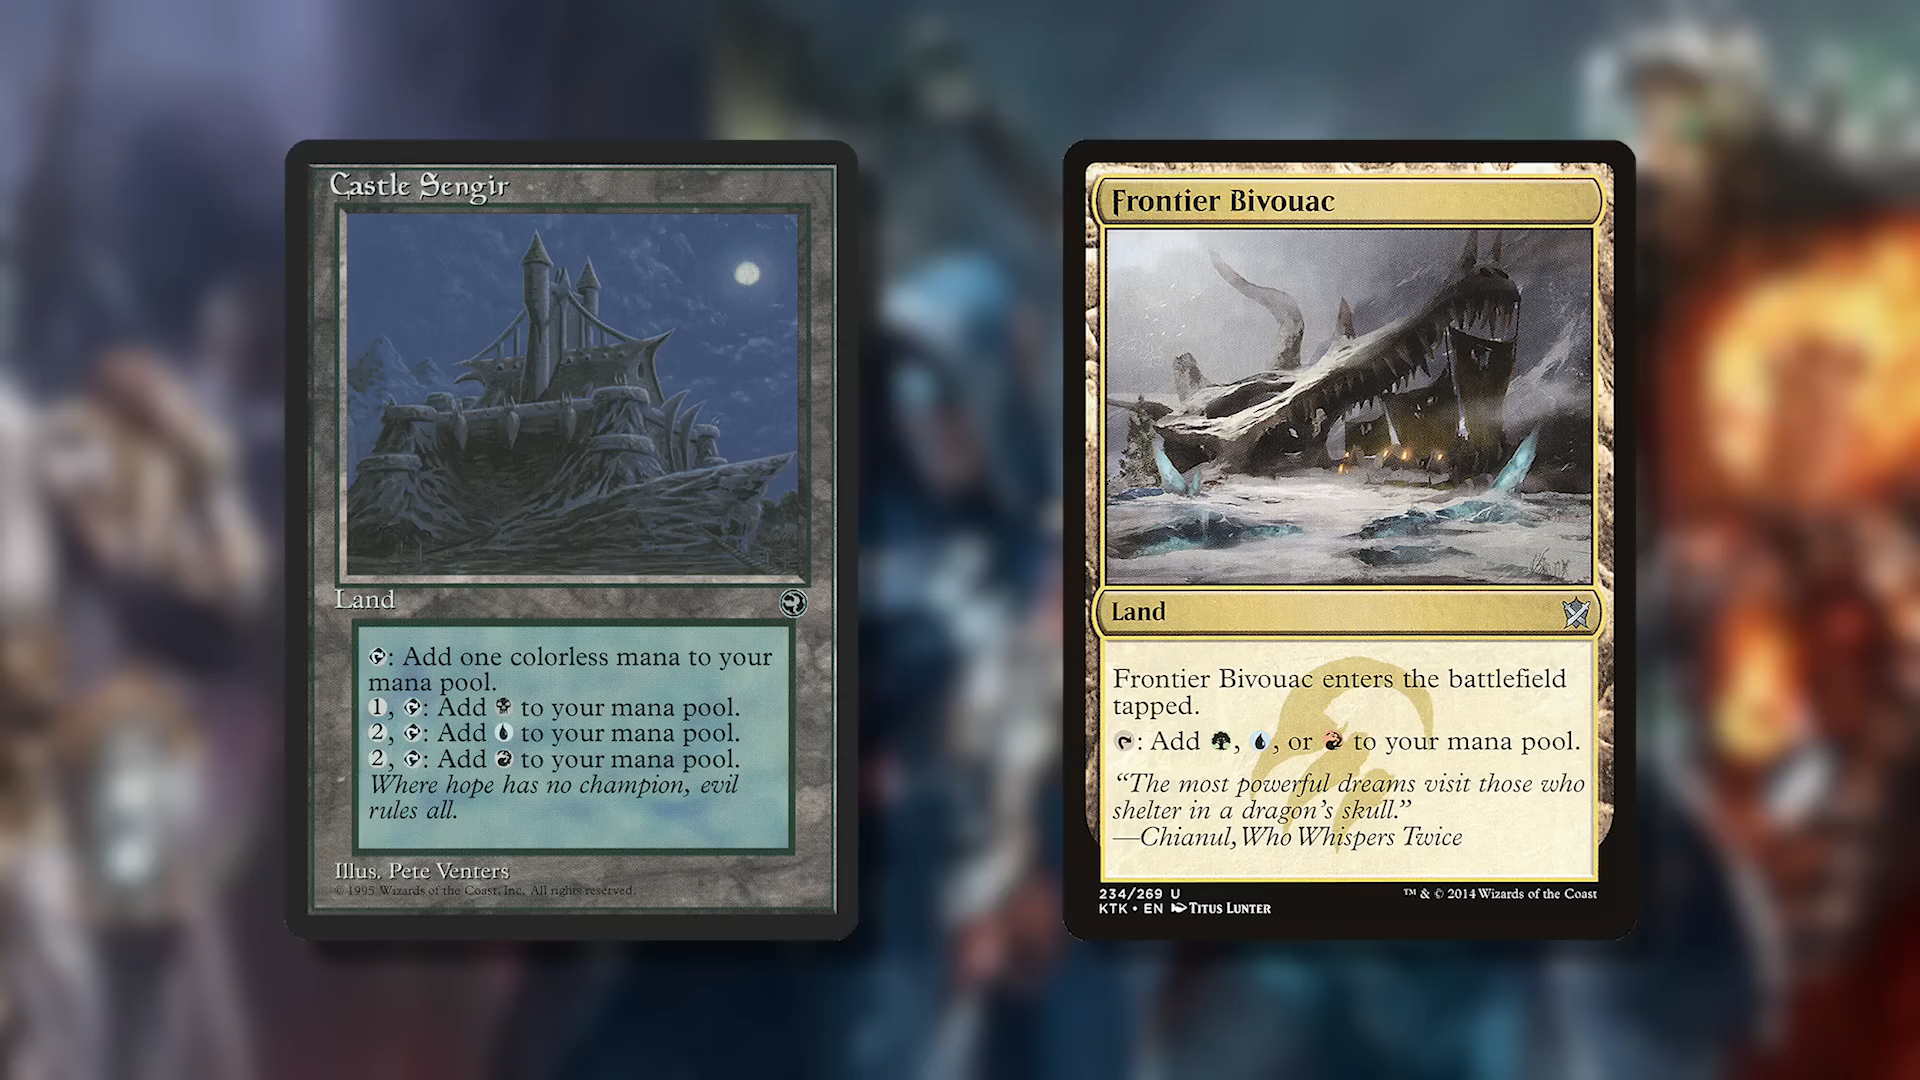 Castle Sengir
Land
: Add one colorless mana to your
mana pool.
1, : Add to your mana pool.
2, : Add to your mana pool.
2, : Add to your mana pool.
Where hope has no champion, evil
rules all.
Illus. Pete Venters
© 1995 Wizards of the Coast, Inc. All rights reserved.
Frontier Bivouac
Land
Frontier Bivouac enters the battlefield
tapped.
: Add , , or to your mana pool.
“The most powerful dreams visit those who
shelter in a dragon’s skull.”
—Chianul, Who Whispers Twice
234/269 U
KTK • EN Titus Lunter
™ & © 2014 Wizards of the Coast